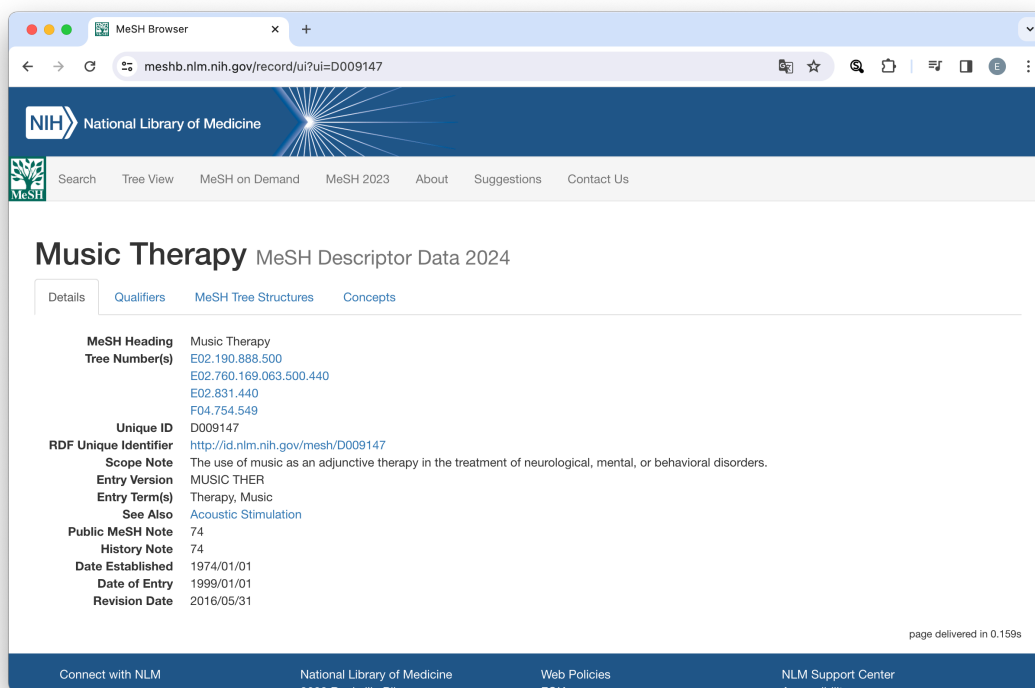 MeSH Browser
meshb.nlm.nih.gov/record/ui?ui=D009147
E
NIH National Library of Medicine
MeSH
Search Tree View MeSH on Demand MeSH 2023 About Suggestions Contact Us
Music Therapy MeSH Descriptor Data 2024
Details Qualifiers MeSH Tree Structures Concepts
MeSH Heading Music Therapy
Tree Number(s) E02.190.888.500
E02.760.169.063.500.440
E02.831.440
F04.754.549
Unique ID D009147
RDF Unique Identifier http://id.nlm.nih.gov/mesh/D009147
Scope Note The use of music as an adjunctive therapy in the treatment of neurological, mental, or behavioral disorders.
Entry Version MUSIC THER
Entry Term(s) Therapy, Music
See Also Acoustic Stimulation
Public MeSH Note 74
History Note 74
Date Established 1974/01/01
Date of Entry 1999/01/01
Revision Date 2016/05/31
page delivered in 0.159s
Connect with NLM National Library of Medicine Web Policies NLM Support Center